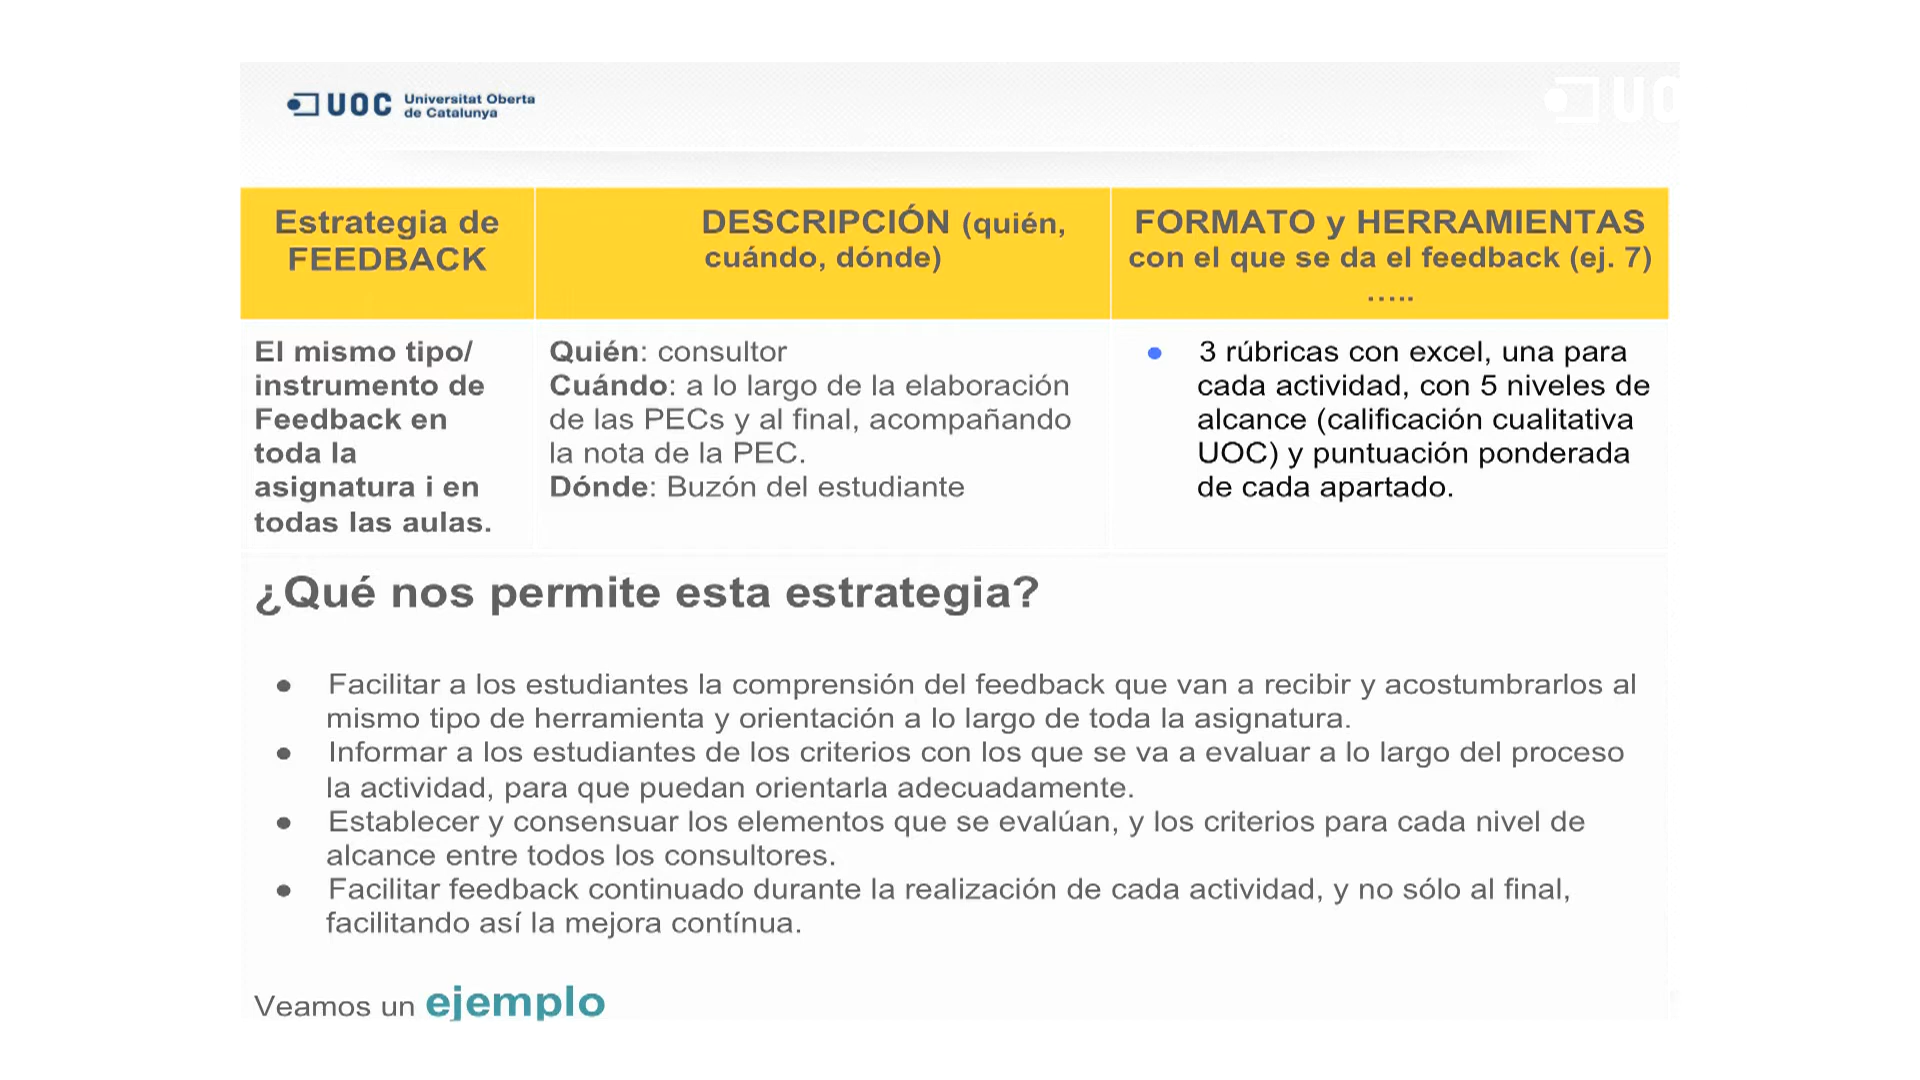 UOC Universitat Oberta
de Catalunya
UO
Estrategia de
FEEDBACK
DESCRIPCIÓN (quién,
cuándo, dónde)
FORMATO y HERRAMIENTAS
con el que se da el feedback (ej. 7)
.....
El mismo tipo/
instrumento de
Feedback en
toda la
asignatura i en
todas las aulas.
Quién: consultor
Cuándo: a lo largo de la elaboración
de las PECs y al final, acompañando
la nota de la PEC.
Dónde: Buzón del estudiante
● 3 rúbricas con excel, una para
cada actividad, con 5 niveles de
alcance (calificación cualitativa
UOC) y puntuación ponderada
de cada apartado.
¿Qué nos permite esta estrategia?
● Facilitar a los estudiantes la comprensión del feedback que van a recibir y acostumbrarlos al
mismo tipo de herramienta y orientación a lo largo de toda la asignatura.
● Informar a los estudiantes de los criterios con los que se va a evaluar a lo largo del proceso
la actividad, para que puedan orientarla adecuadamente.
● Establecer y consensuar los elementos que se evalúan, y los criterios para cada nivel de
alcance entre todos los consultores.
● Facilitar feedback continuado durante la realización de cada actividad, y no sólo al final,
facilitando así la mejora contínua.
Veamos un ejemplo